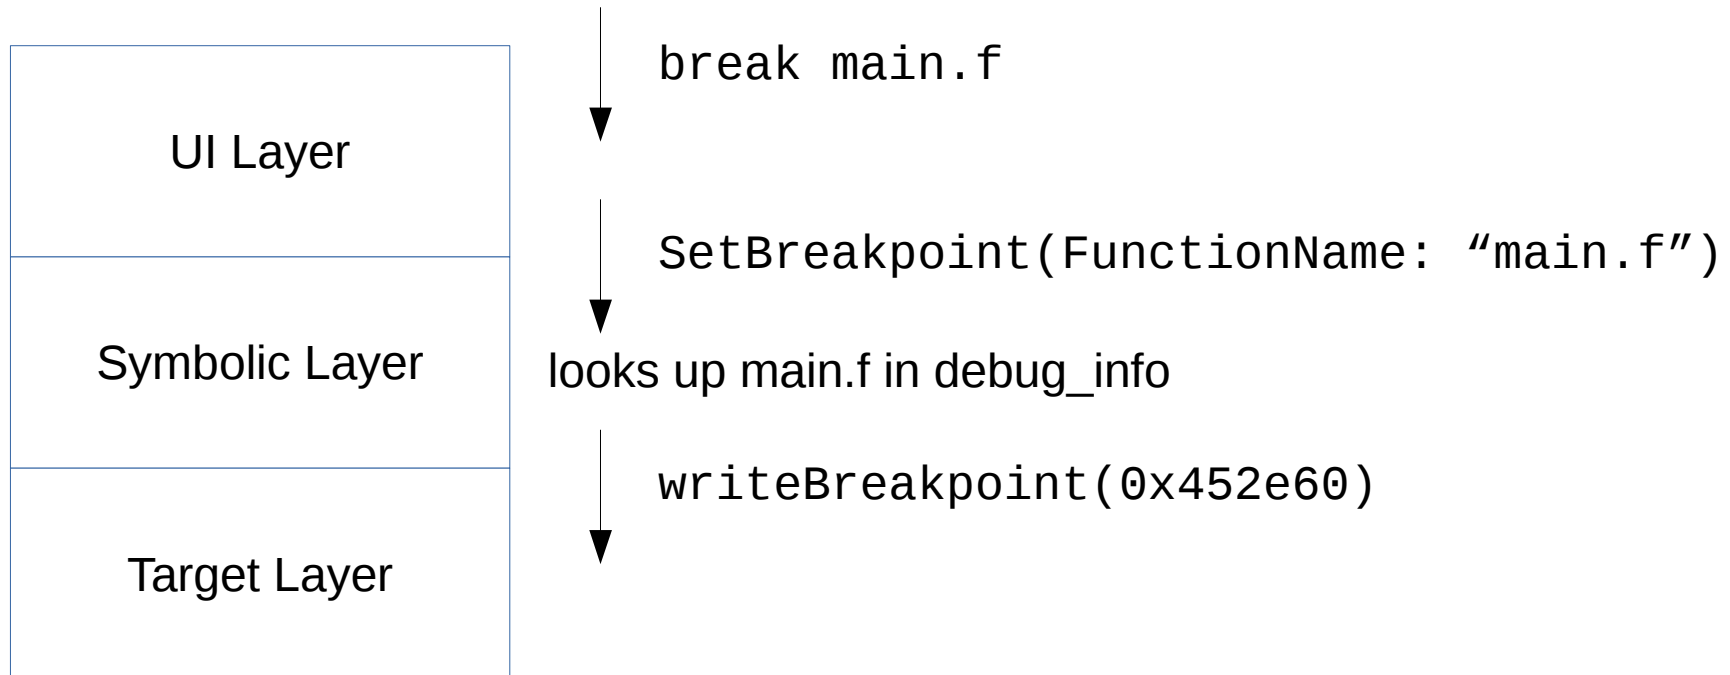 break main.f
UI Layer
SetBreakpoint(FunctionName: “main.f”)
Symbolic Layer
looks up main.f in debug_info
writeBreakpoint(0x452e60)
Target Layer